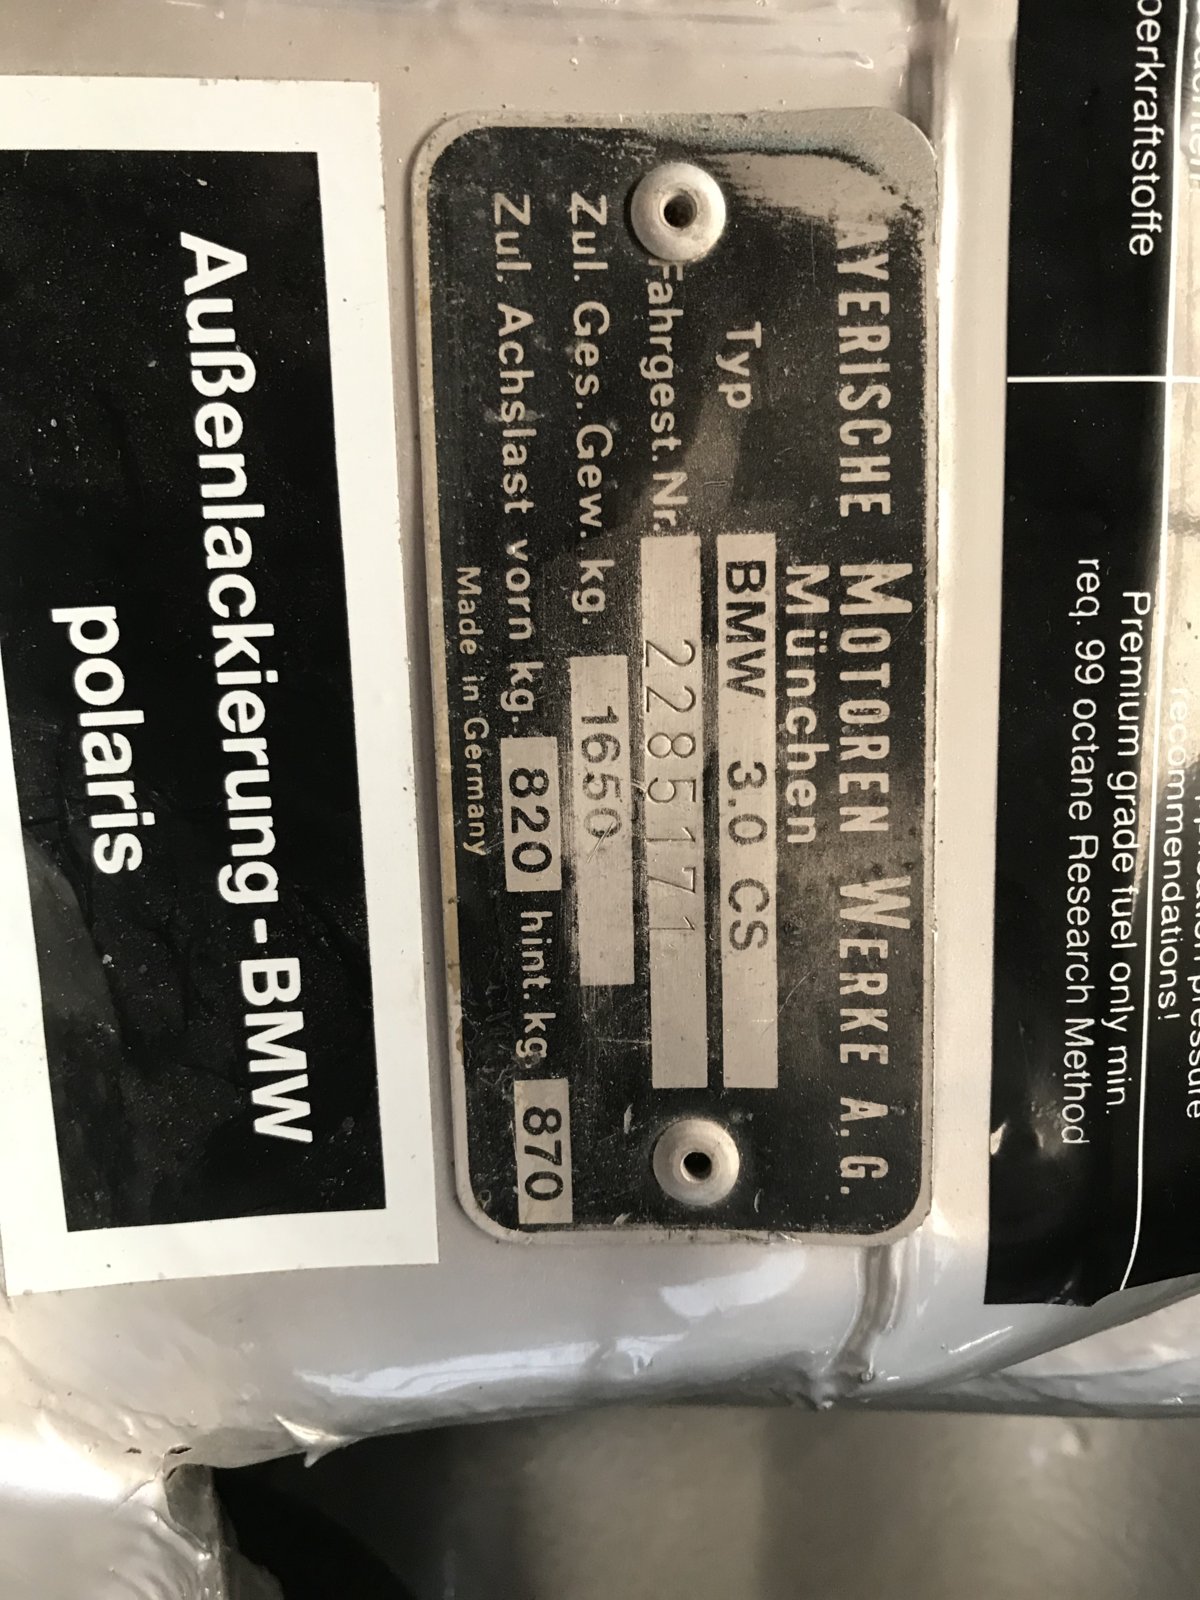 oerkraftstoffe
recommendations!
Premium grade fuel only min.
req. 99 octane Research Method
AYERISCHE MOTOREN WERKE A. G.
München
Typ BMW 3.0 CS
Fahrgest. Nr. 2285171
Zul. Ges. Gew. kg. 1650
Zul. Achslast vorn kg. 820 hint. kg. 870
Made in Germany
Außenlackierung-BMW
polaris